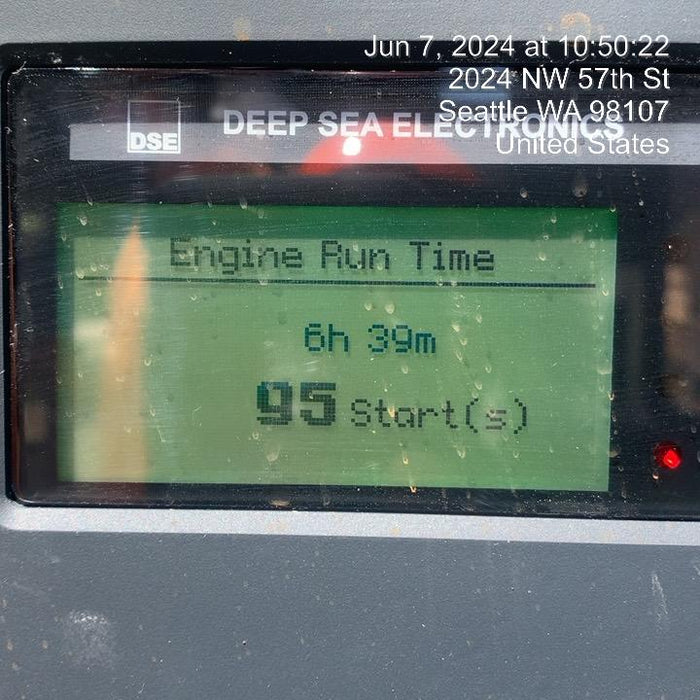 Jun 7, 2024 at 10:50:22
2024 NW 57th St
Seattle WA 98107
United States
DSE
DEEP SEA ELECTRONICS
Engine Run Time
6h 39m
95 Start(s)